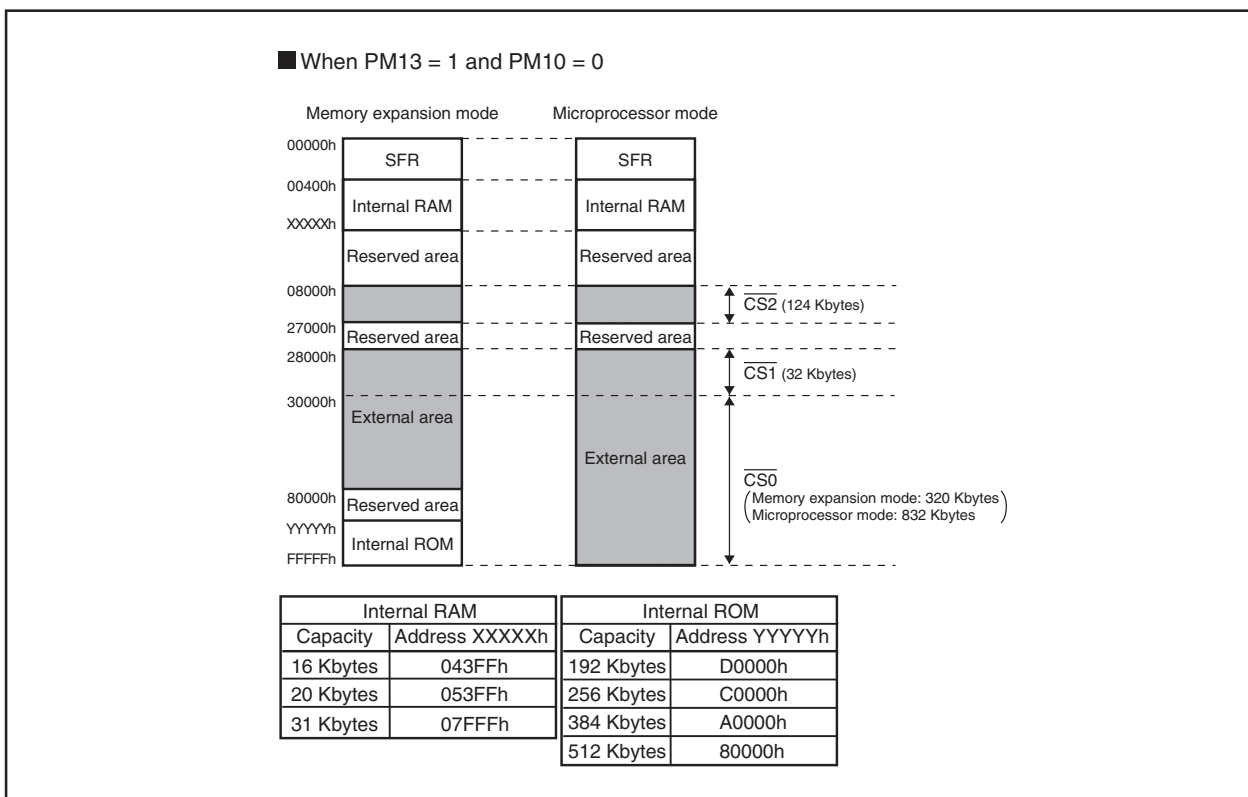 ■ When PM13 = 1 and PM10 = 0
Memory expansion mode Microprocessor mode
00000h
SFR SFR
00400h
Internal RAM Internal RAM
XXXXXh
Reserved area Reserved area
08000h
CS2 (124 Kbytes)
27000h
Reserved area Reserved area
28000h
CS1 (32 Kbytes)
30000h
External area
External area
CS0
(Memory expansion mode: 320 Kbytes
Microprocessor mode: 832 Kbytes)
80000h
Reserved area
YYYYYh
Internal ROM
FFFFFh
Internal RAM Internal ROM
Capacity Address XXXXXh Capacity Address YYYYYh
16 Kbytes 043FFh 192 Kbytes D0000h
20 Kbytes 053FFh 256 Kbytes C0000h
31 Kbytes 07FFFh 384 Kbytes A0000h
512 Kbytes 80000h